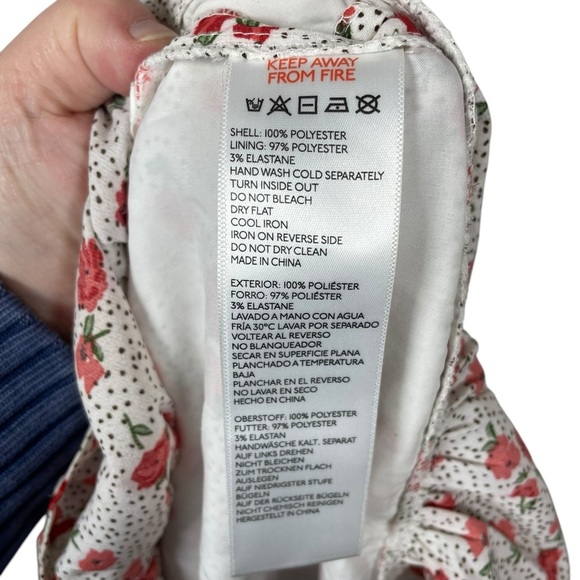 KEEP AWAY
FROM FIRE
SHELL: 100% POLYESTER
LINING: 97% POLYESTER
3% ELASTANE
HAND WASH COLD SEPARATELY
TURN INSIDE OUT
DO NOT BLEACH
DRY FLAT
COOL IRON
IRON ON REVERSE SIDE
DO NOT DRY CLEAN
MADE IN CHINA
EXTERIOR: 100% POLIÉSTER
FORRO: 97% POLIÉSTER
3% ELASTANE
LAVADO A MANO CON AGUA
FRÍA 30°C LAVAR POR SEPARADO
VOLTEAR AL REVERSO
NO BLANQUEADOR
SECAR EN SUPERFICIE PLANA
PLANCHADO A TEMPERATURA
BAJA
PLANCHAR EN EL REVERSO
NO LAVAR EN SECO
HECHO EN CHINA
OBERSTOFF: 100% POLYESTER
FUTTER: 97% POLYESTER
3% ELASTAN
HANDWÄSCHE KALT, SEPARAT
AUF LINKS DREHEN
NICHT BLEICHEN
ZUM TROCKNEN FLACH
AUSLEGEN
AUF NIEDRIGSTER STUFE
BÜGELN
AUF DER RÜCKSEITE BÜGELN
NICHT CHEMISCH REINIGEN
HERGESTELLT IN CHINA